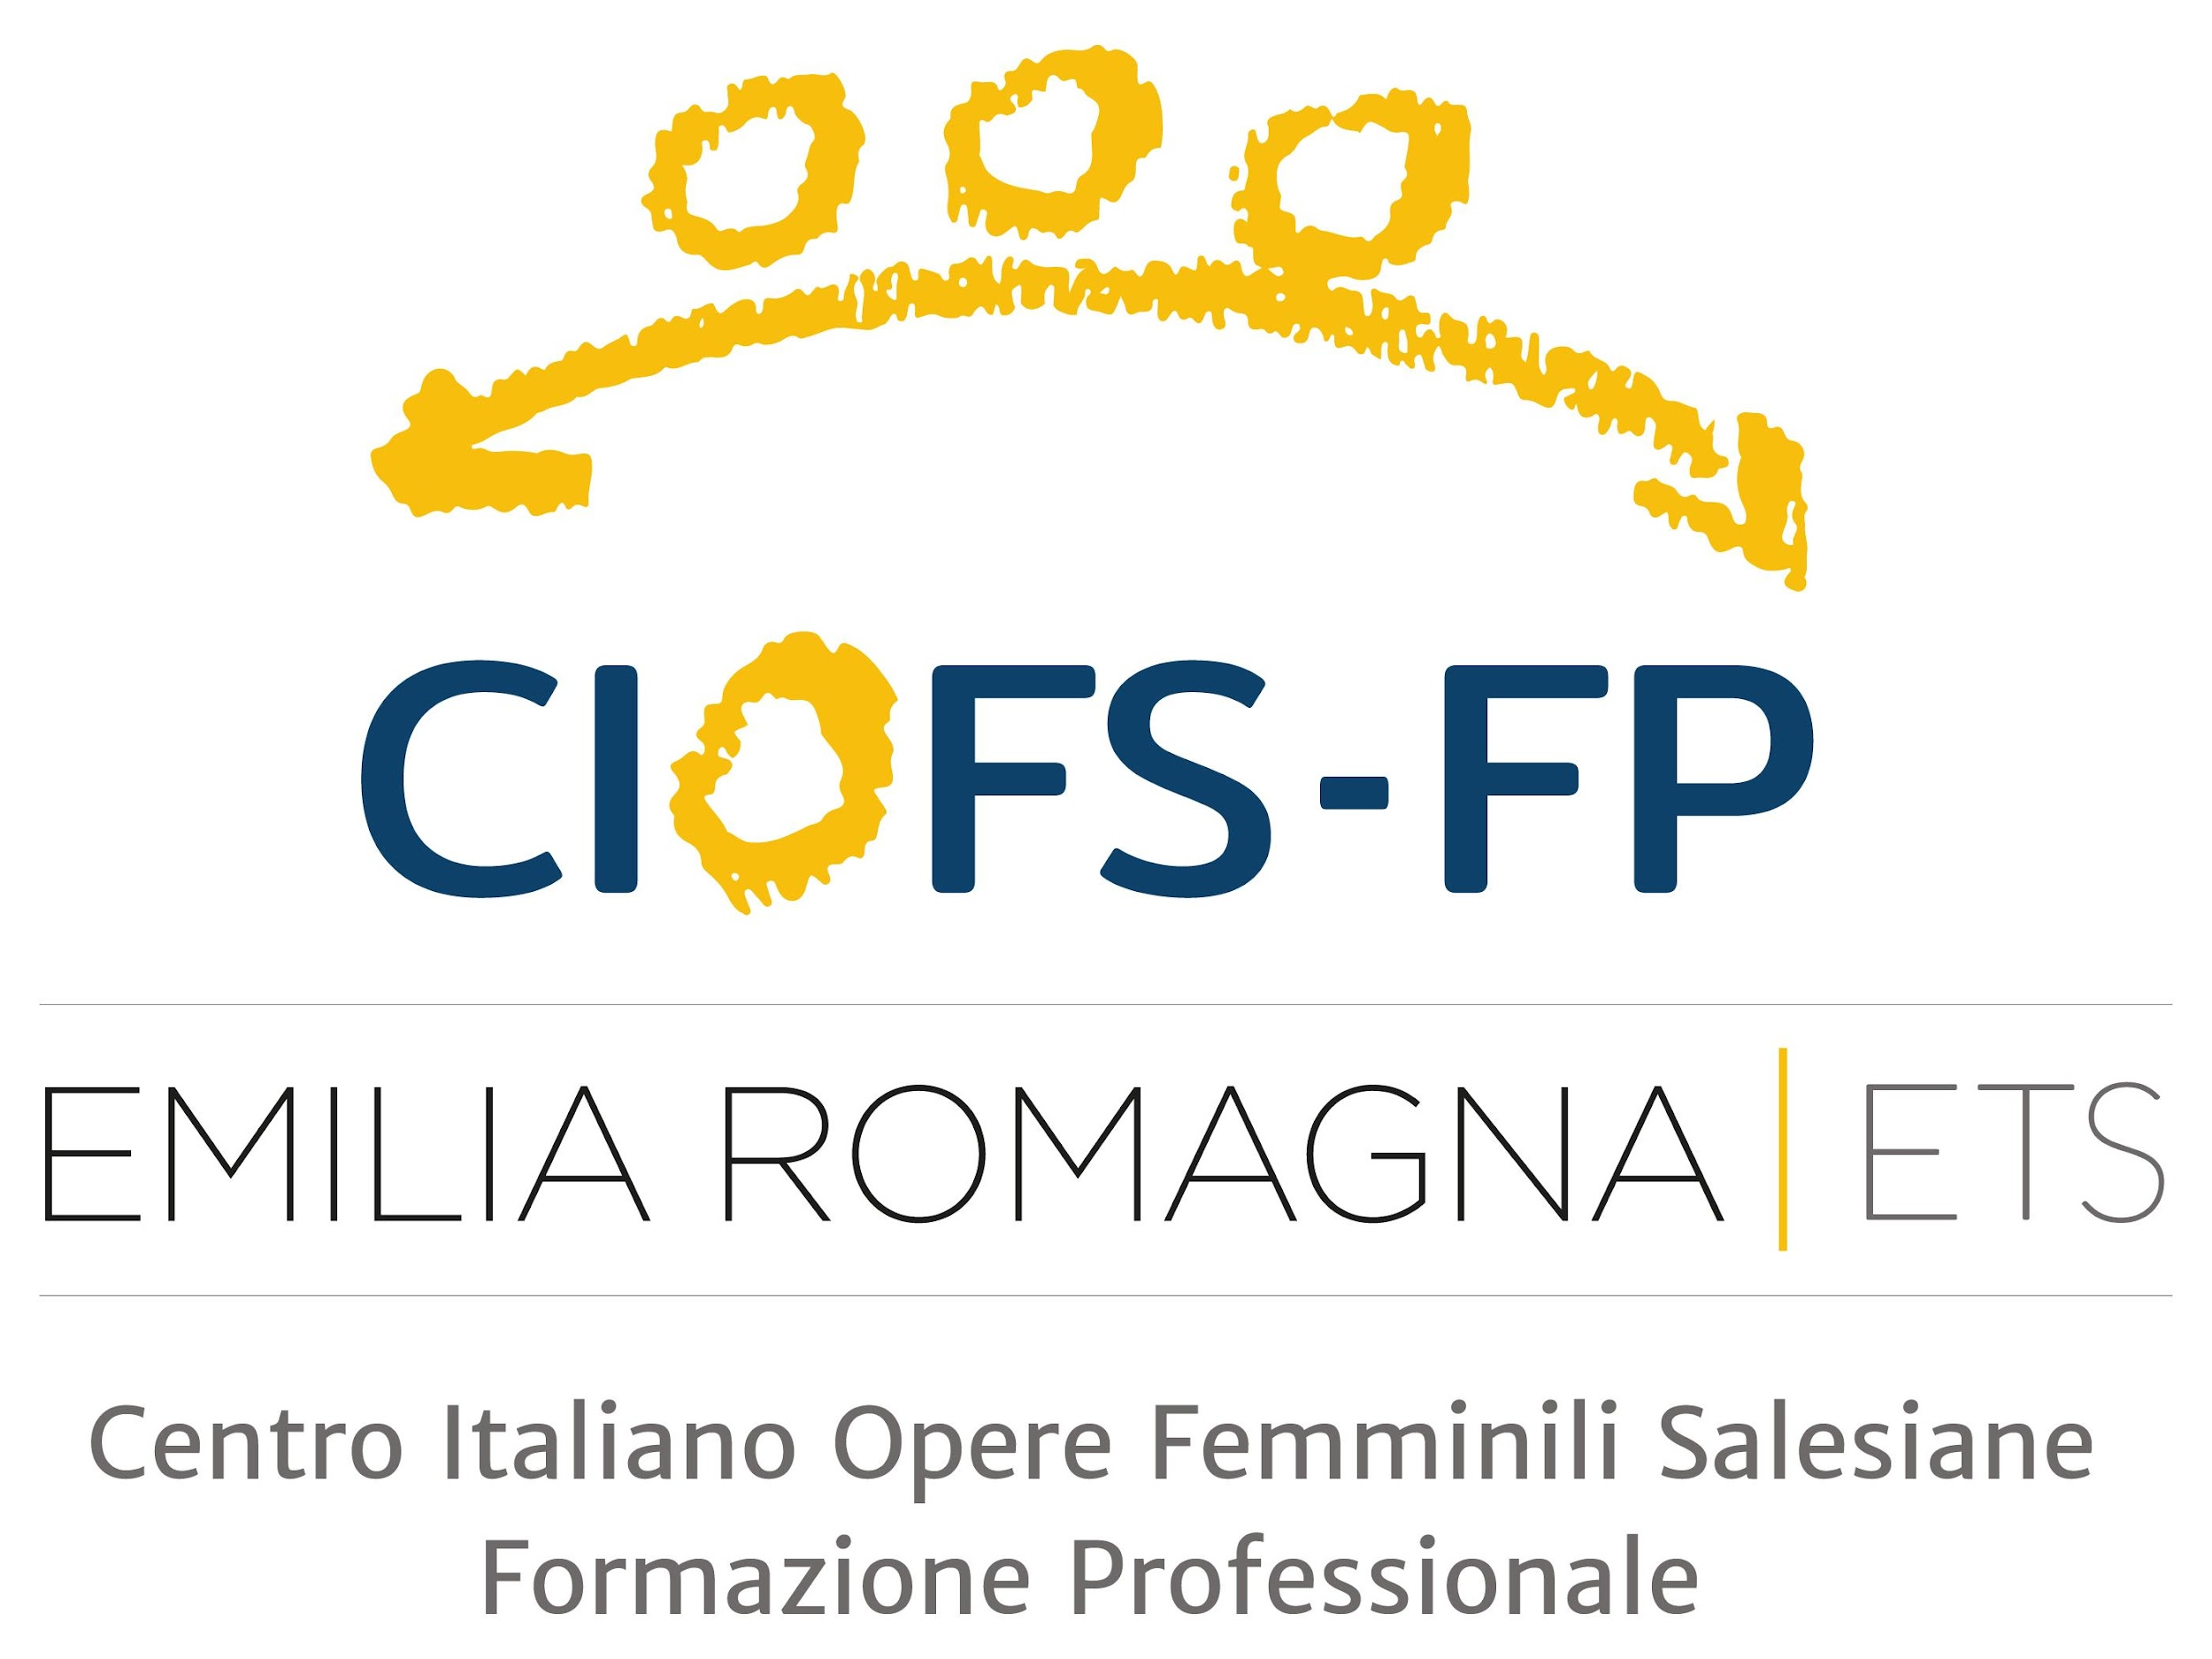 CIOFS-FP
EMILIA ROMAGNA | ETS
Centro Italiano Opere Femminili Salesiane
Formazione Professionale